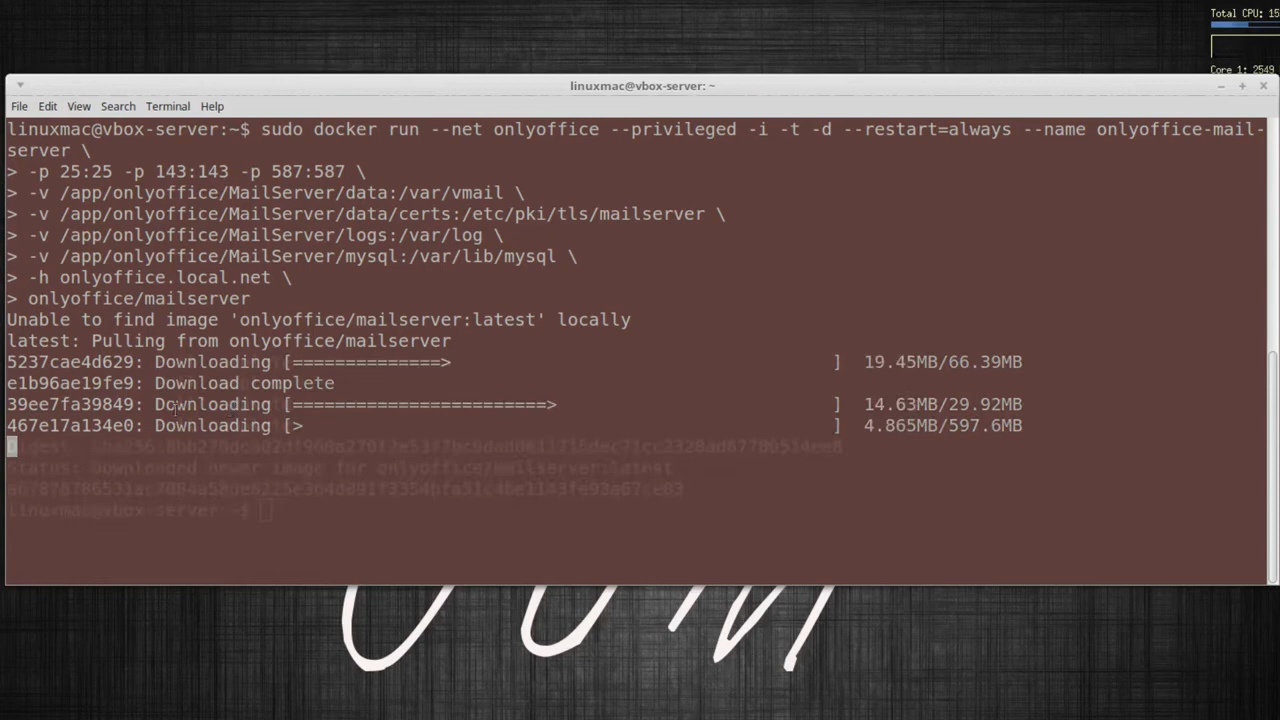 Total CPU: 15
Core 1: 2549
linuxmac@vbox-server: ~
File Edit View Search Terminal Help
linuxmac@vbox-server:~$ sudo docker run --net onlyoffice --privileged -i -t -d --restart=always --name onlyoffice-mail-
server \
> -p 25:25 -p 143:143 -p 587:587 \
> -v /app/onlyoffice/MailServer/data:/var/vmail \
> -v /app/onlyoffice/MailServer/data/certs:/etc/pki/tls/mailserver \
> -v /app/onlyoffice/MailServer/logs:/var/log \
> -v /app/onlyoffice/MailServer/mysql:/var/lib/mysql \
> -h onlyoffice.local.net \
> onlyoffice/mailserver
Unable to find image 'onlyoffice/mailserver:latest' locally
latest: Pulling from onlyoffice/mailserver
5237cae4d629: Downloading [==============> ] 19.45MB/66.39MB
e1b96ae19fe9: Download complete
39ee7fa39849: Downloading [========================> ] 14.63MB/29.92MB
467e17a134e0: Downloading [> ] 4.865MB/597.6MB
Status: Downloaded newer image for onlyoffice/mailserver:latest
linuxmac@vbox-server:~$